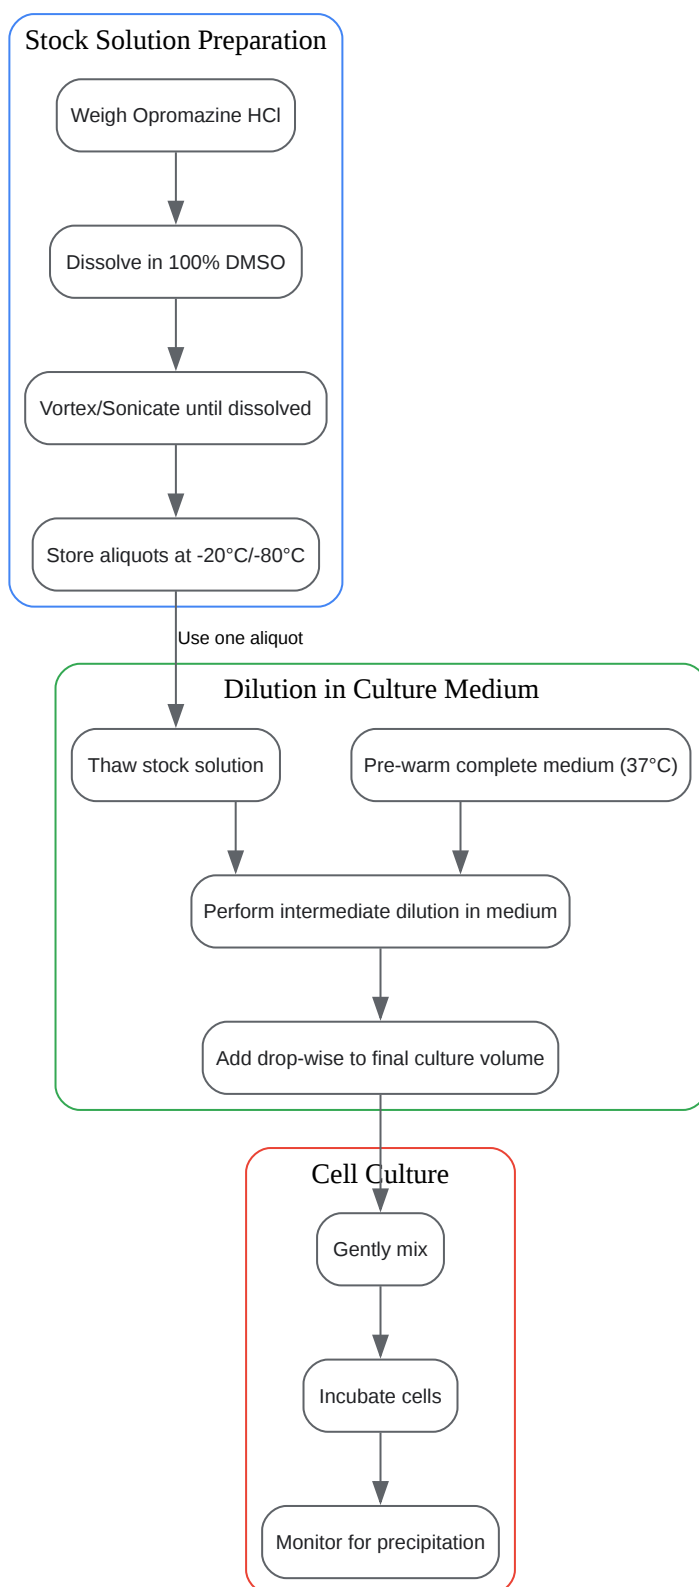 Stock Solution Preparation
Weigh Opromazine HCl
Dissolve in 100% DMSO
Vortex/Sonicate until dissolved
Store aliquots at -20°C/-80°C
Use one aliquot
Dilution in Culture Medium
Thaw stock solution
Pre-warm complete medium (37°C)
Perform intermediate dilution in medium
Add drop-wise to final culture volume
Cell Culture
Gently mix
Incubate cells
Monitor for precipitation